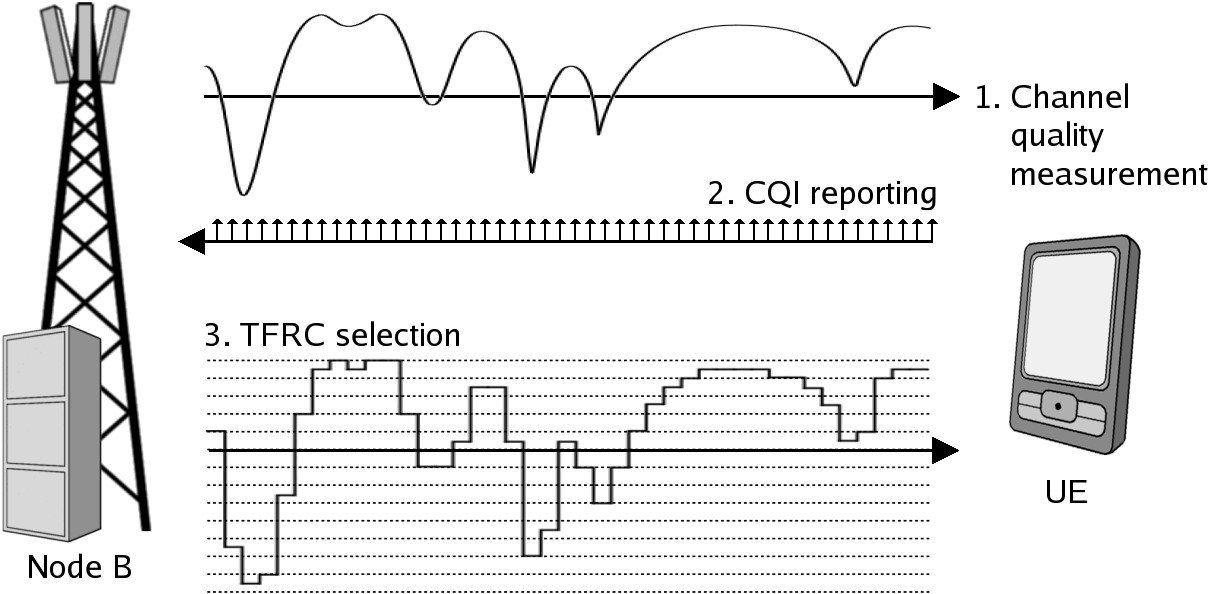 1. Channel
quality
measurement
2. CQI reporting
3. TFRC selection
UE
Node B